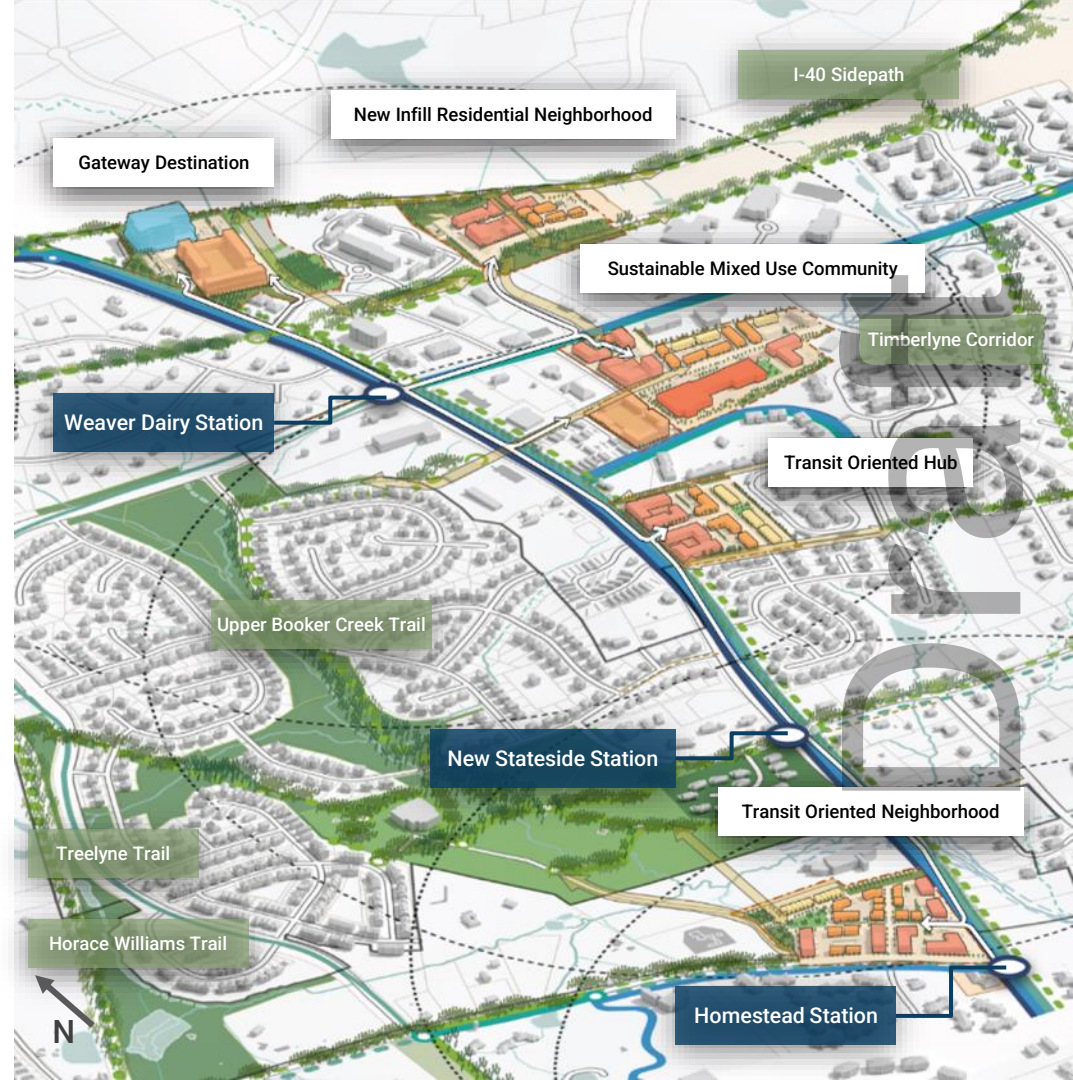 I-40 Sidepath
New Infill Residential Neighborhood
Gateway Destination
Sustainable Mixed Use Community
Timberlyne Corridor
Weaver Dairy Station
Transit Oriented Hub
Upper Booker Creek Trail
New Stateside Station
Transit Oriented Neighborhood
Treelyne Trail
Horace Williams Trail
Homestead Station
N
Draft